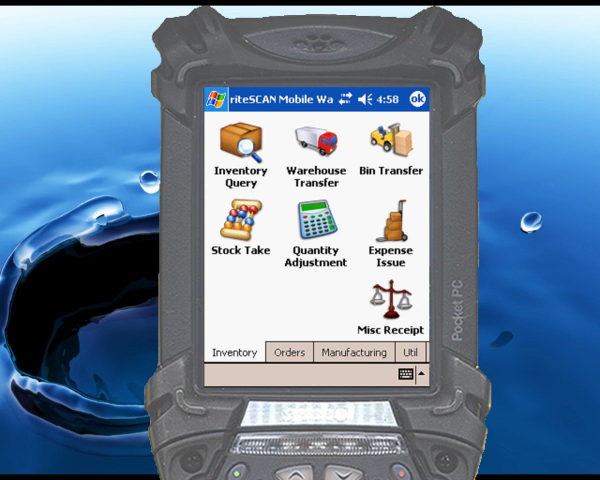 riteSCAN Mobile Wa 4:58 ok
Inventory
Query
Warehouse
Transfer
Bin Transfer
Stock Take
Quantity
Adjustment
Expense
Issue
Misc Receipt
Inventory Orders Manufacturing Util
Pocket PC